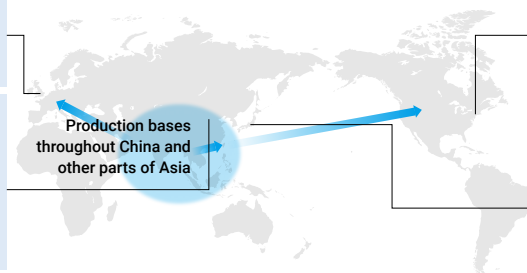 Production bases
throughout China and
other parts of Asia